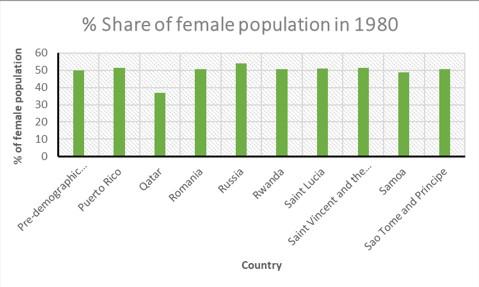 % Share of female population in 1980
% of female population
60
50
40
30
20
10
0
Pre-demographic...
Puerto Rico
Qatar
Romania
Russia
Rwanda
Saint Lucia
Saint Vincent and the...
Samoa
Sao Tome and Principe
Country